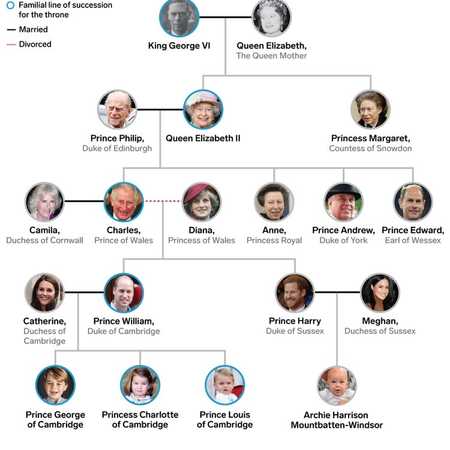 Familial line of succession
for the throne
Married
Divorced
King George VI
Queen Elizabeth,
The Queen Mother
Prince Philip,
Duke of Edinburgh
Queen Elizabeth II
Princess Margaret,
Countess of Snowdon
Camila,
Duchess of Cornwall
Charles,
Prince of Wales
Diana,
Princess of Wales
Anne,
Princess Royal
Prince Andrew,
Duke of York
Prince Edward,
Earl of Wessex
Catherine,
Duchess of
Cambridge
Prince William,
Duke of Cambridge
Prince Harry
Duke of Sussex
Meghan,
Duchess of Sussex
Prince George
of Cambridge
Princess Charlotte
of Cambridge
Prince Louis
of Cambridge
Archie Harrison
Mountbatten-Windsor